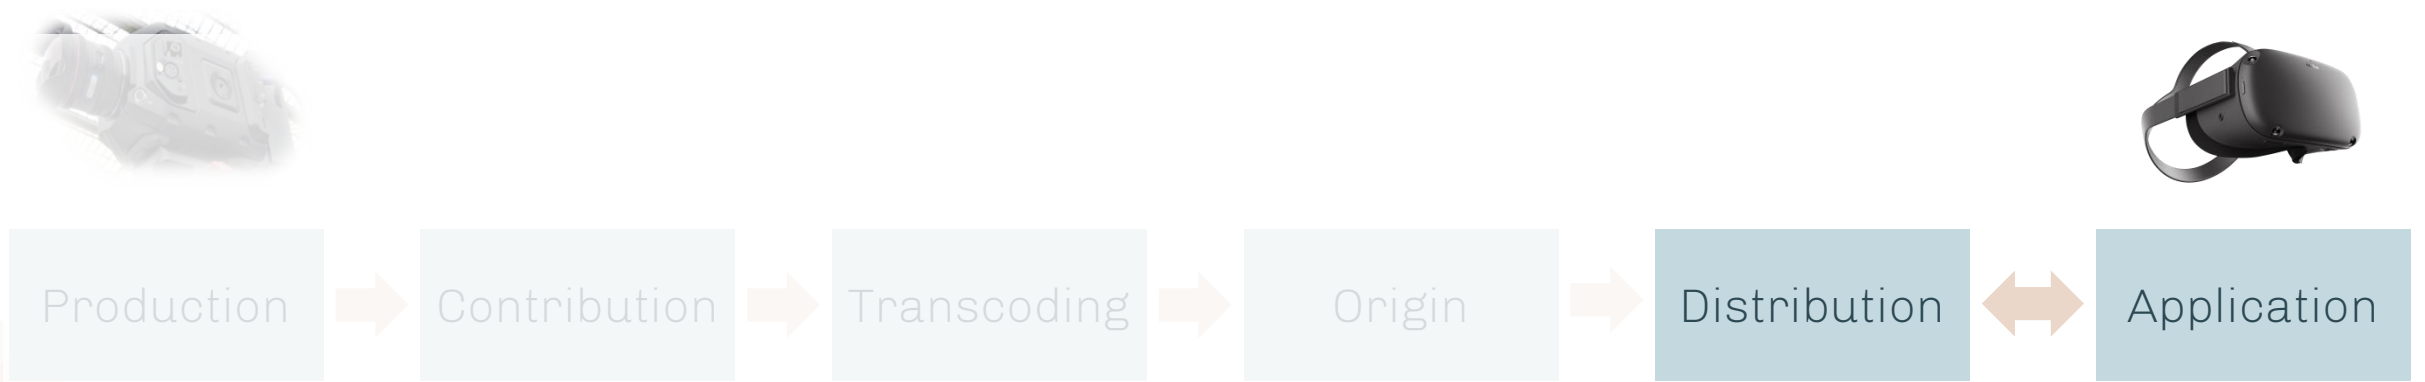 Production
Contribution
Transcoding
Origin
Distribution
Application